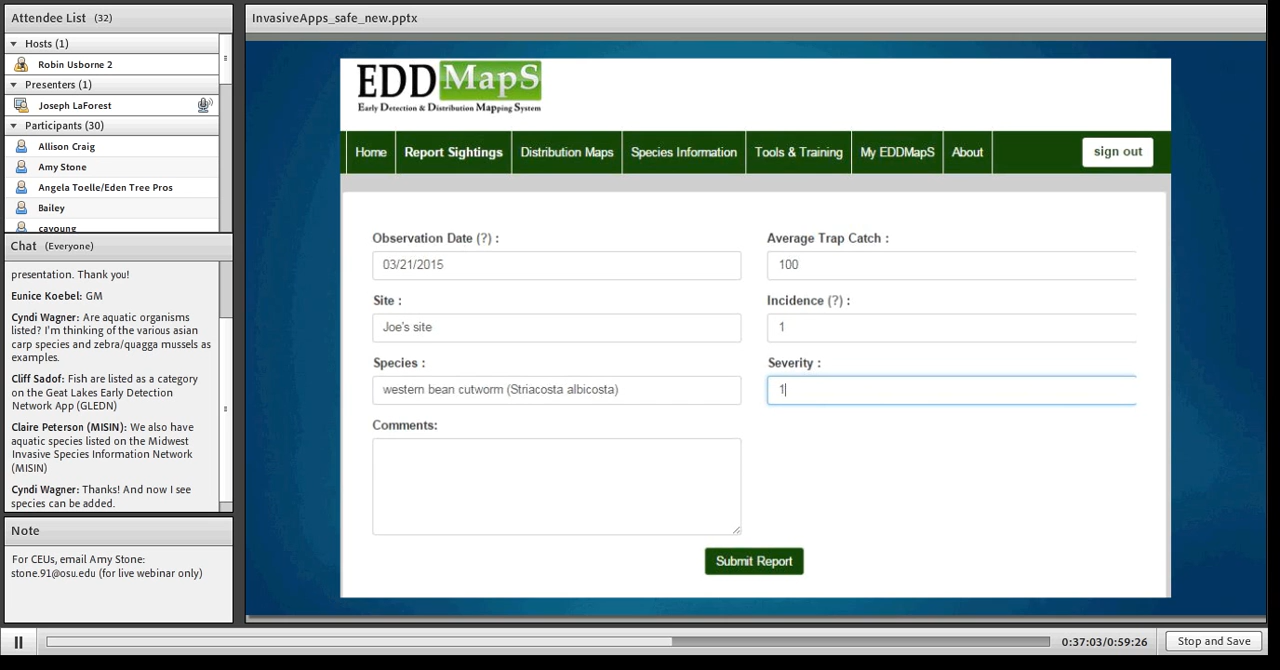 Attendee List (32)
Hosts (1)
Robin Usborne 2
Presenters (1)
Joseph LaForest
Participants (30)
Allison Craig
Amy Stone
Angela Toelle/Eden Tree Pros
Bailey
cayoung
Chat (Everyone)
presentation. Thank you!
Eunice Koebel: GM
Cyndi Wagner: Are aquatic organisms
listed? I'm thinking of the various asian
carp species and zebra/quagga mussels as
examples.
Cliff Sadof: Fish are listed as a category
on the Geat Lakes Early Detection
Network App (GLEDN)
Claire Peterson (MISIN): We also have
aquatic species listed on the Midwest
Invasive Species Information Network
(MISIN)
Cyndi Wagner: Thanks! And now I see
species can be added.
Note
For CEUs, email Amy Stone:
stone.91@osu.edu (for live webinar only)
InvasiveApps_safe_new.pptx
EDDMapS
Early Detection & Distribution Mapping System
Home Report Sightings Distribution Maps Species Information Tools & Training My EDDMapS About sign out
Observation Date (?) :
03/21/2015
Site :
Joe's site
Species :
western bean cutworm (Striacosta albicosta)
Comments:
Average Trap Catch :
100
Incidence (?) :
1
Severity :
1
Submit Report
0:37:03/0:59:26
Stop and Save